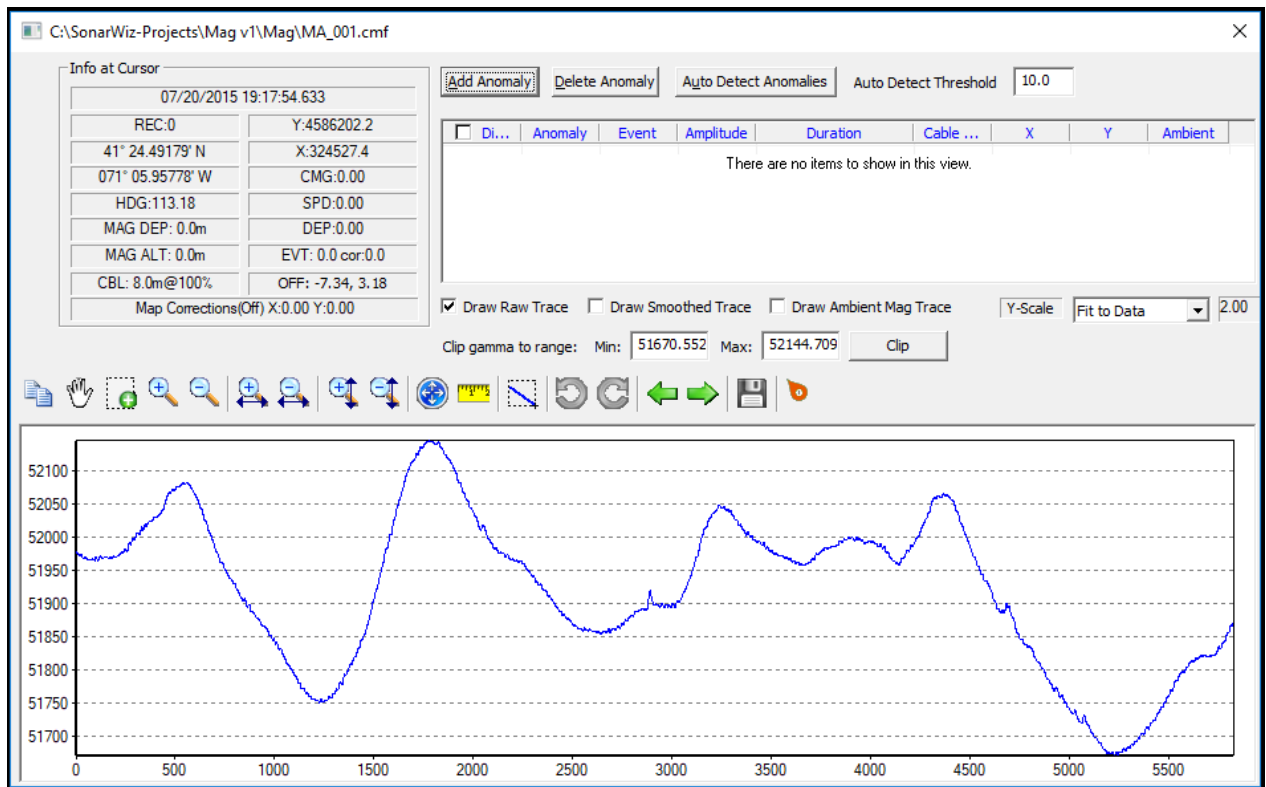 C:\SonarWiz-Projects\Mag v1\Mag\MA_001.cmf
Info at Cursor
07/20/2015 19:17:54.633
REC:0 Y:4586202.2
41° 24.49179' N X:324527.4
071° 05.95778' W CMG:0.00
HDG:113.18 SPD:0.00
MAG DEP: 0.0m DEP:0.00
MAG ALT: 0.0m EVT: 0.0 cor:0.0
CBL: 8.0m@100% OFF: -7.34, 3.18
Map Corrections(Off) X:0.00 Y:0.00
Add Anomaly Delete Anomaly Auto Detect Anomalies Auto Detect Threshold 10.0
Di... Anomaly Event Amplitude Duration Cable ... X Y Ambient
There are no items to show in this view.
Draw Raw Trace Draw Smoothed Trace Draw Ambient Mag Trace Y-Scale Fit to Data 2.00
Clip gamma to range: Min: 51670.552 Max: 52144.709 Clip
52100
52050
52000
51950
51900
51850
51800
51750
51700
0 500 1000 1500 2000 2500 3000 3500 4000 4500 5000 5500